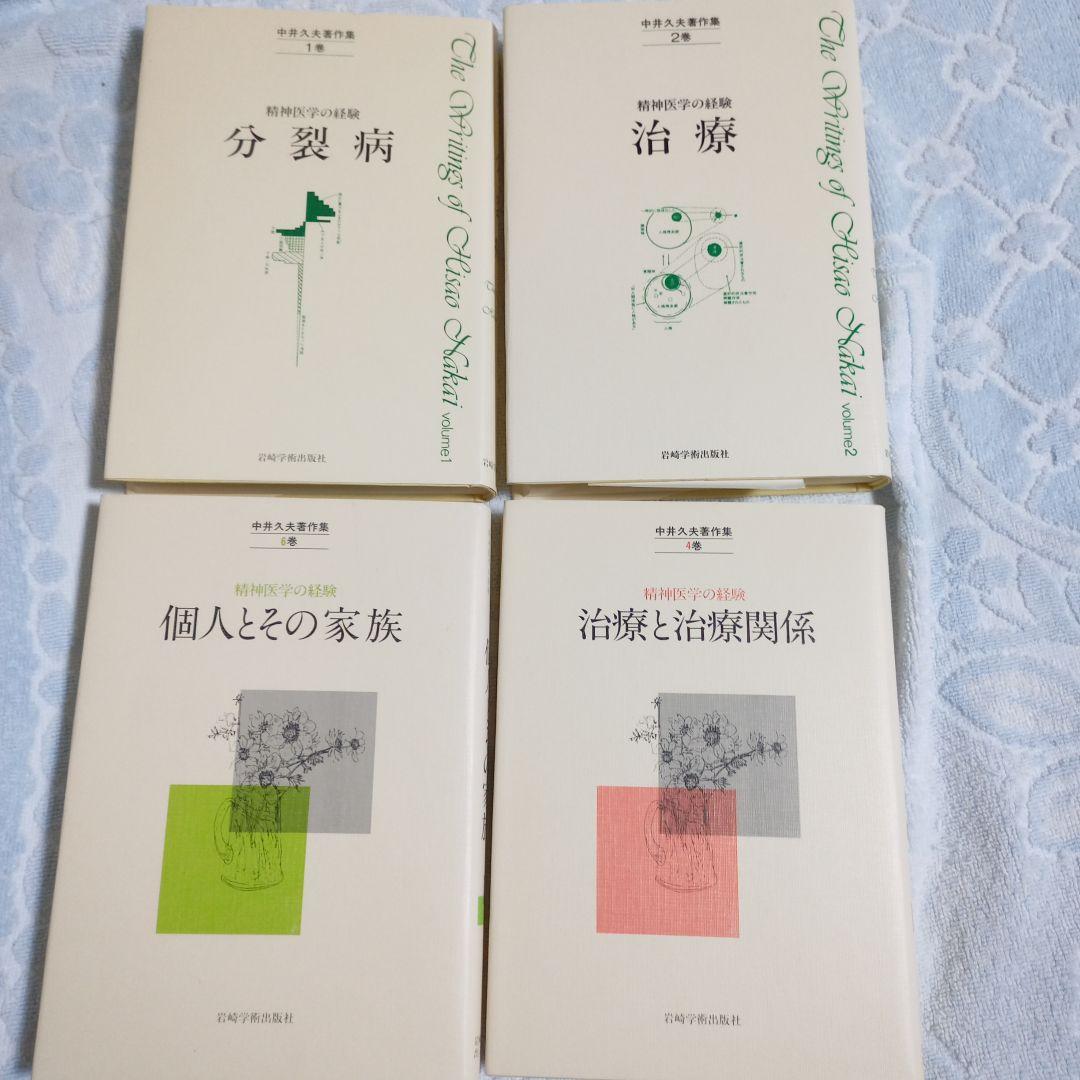 中井久夫著作集
1巻
精神医学の経験
分裂病
The Writings of Hisao Nakai volume1
岩崎学術出版社
中井久夫著作集
2巻
精神医学の経験
治療
The Writings of Hisao Nakai volume2
岩崎学術出版社
中井久夫著作集
6巻
精神医学の経験
個人とその家族
岩崎学術出版社
中井久夫著作集
4巻
精神医学の経験
治療と治療関係
岩崎学術出版社